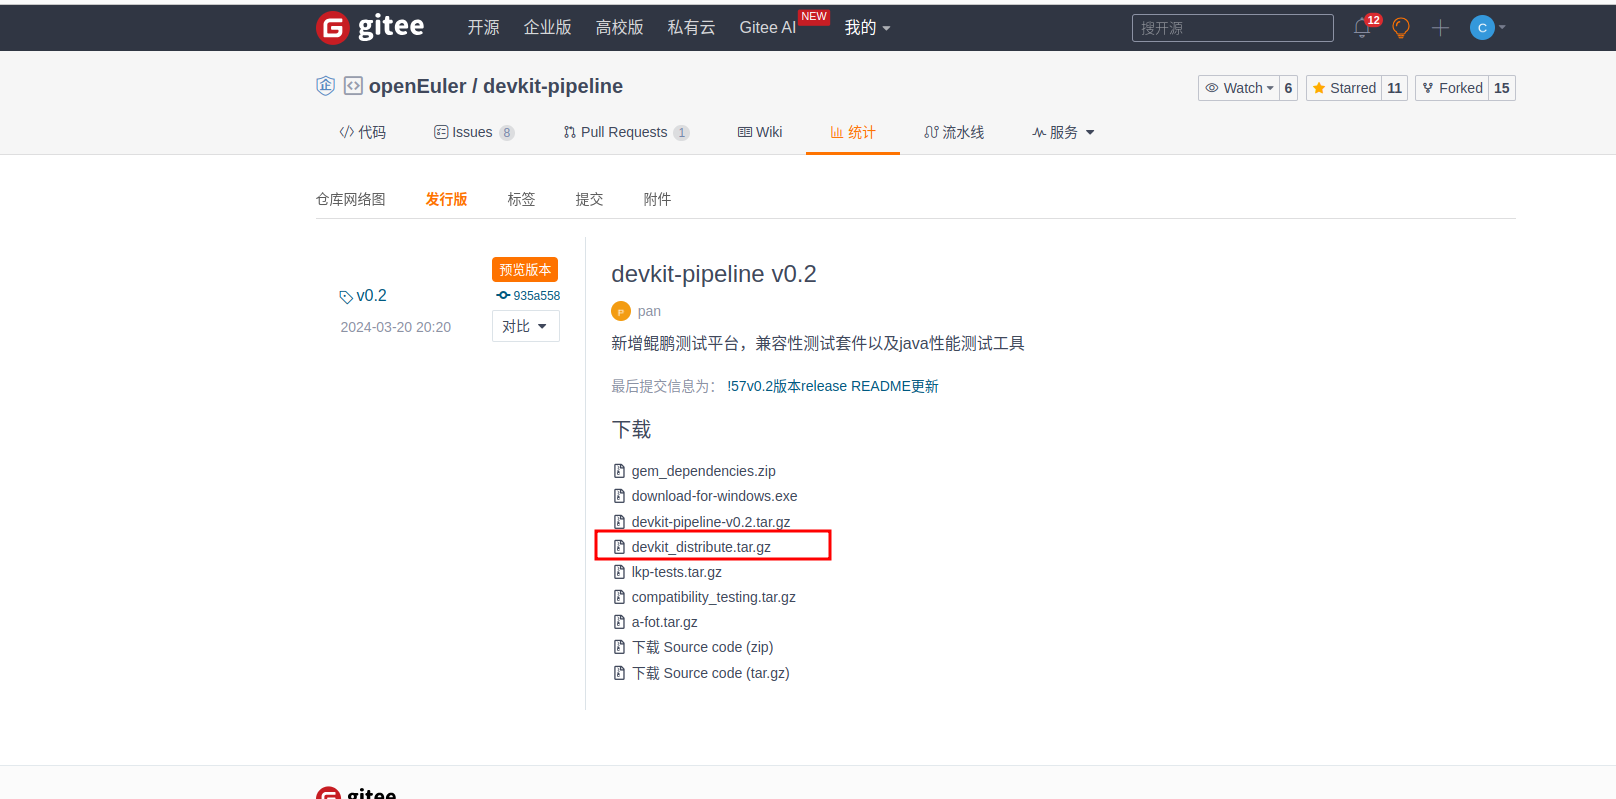 gitee 开源 企业版 高校版 私有云 Gitee AI NEW 我的 搜开源 12 C
企 openEuler / devkit-pipeline Watch 6 Starred 11 Forked 15
代码 Issues 8 Pull Requests 1 Wiki 统计 流水线 服务
仓库网络图 发行版 标签 提交 附件
预览版本
v0.2 935a558
2024-03-20 20:20 对比
devkit-pipeline v0.2
P pan
新增鲲鹏测试平台，兼容性测试套件以及java性能测试工具
最后提交信息为： !57v0.2版本release README更新
下载
gem_dependencies.zip
download-for-windows.exe
devkit-pipeline-v0.2.tar.gz
devkit_distribute.tar.gz
lkp-tests.tar.gz
compatibility_testing.tar.gz
a-fot.tar.gz
下载 Source code (zip)
下载 Source code (tar.gz)
gitee